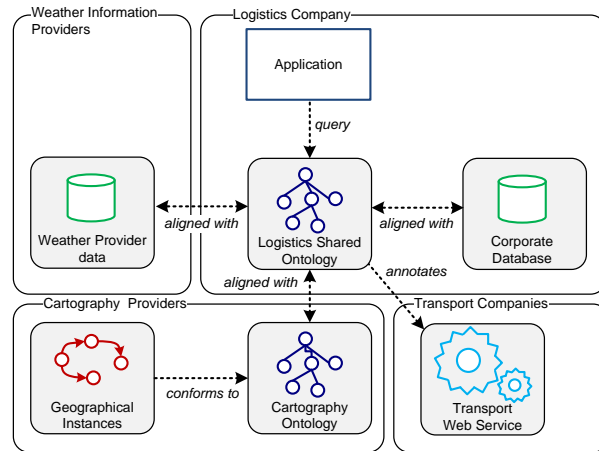 Weather Information
Providers
Logistics Company
Application
query
Weather Provider
data
aligned with
Logistics Shared
Ontology
aligned with
Corporate
Database
aligned with
annotates
Cartography Providers
Transport Companies
Geographical
Instances
conforms to
Cartography
Ontology
Transport
Web Service